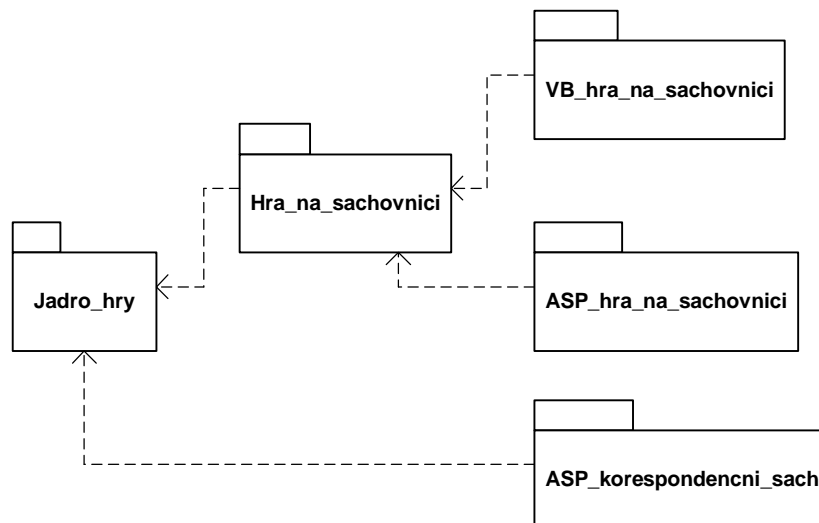 VB_hra_na_sachovnici
Hra_na_sachovnici
Jadro_hry
ASP_hra_na_sachovnici
ASP_korespondencni_sach